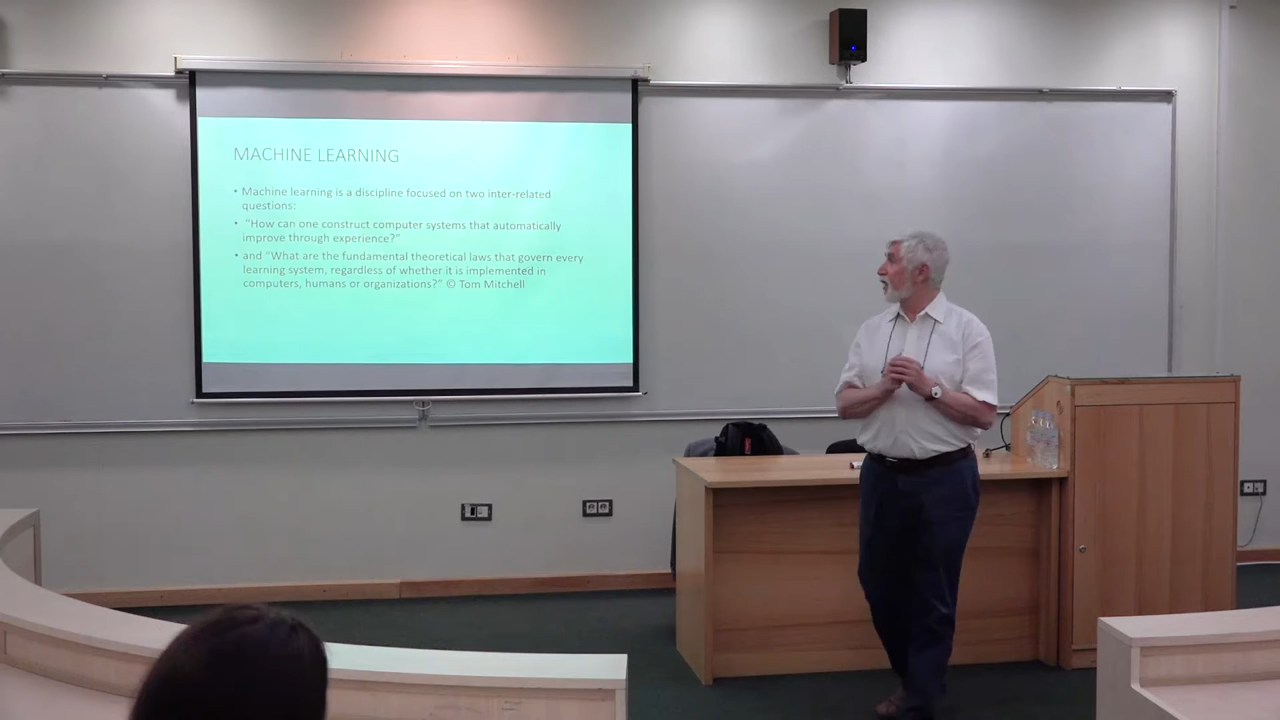 MACHINE LEARNING
• Machine learning is a discipline focused on two inter-related
questions:
• “How can one construct computer systems that automatically
improve through experience?”
• and “What are the fundamental theoretical laws that govern every
learning system, regardless of whether it is implemented in
computers, humans or organizations?” © Tom Mitchell